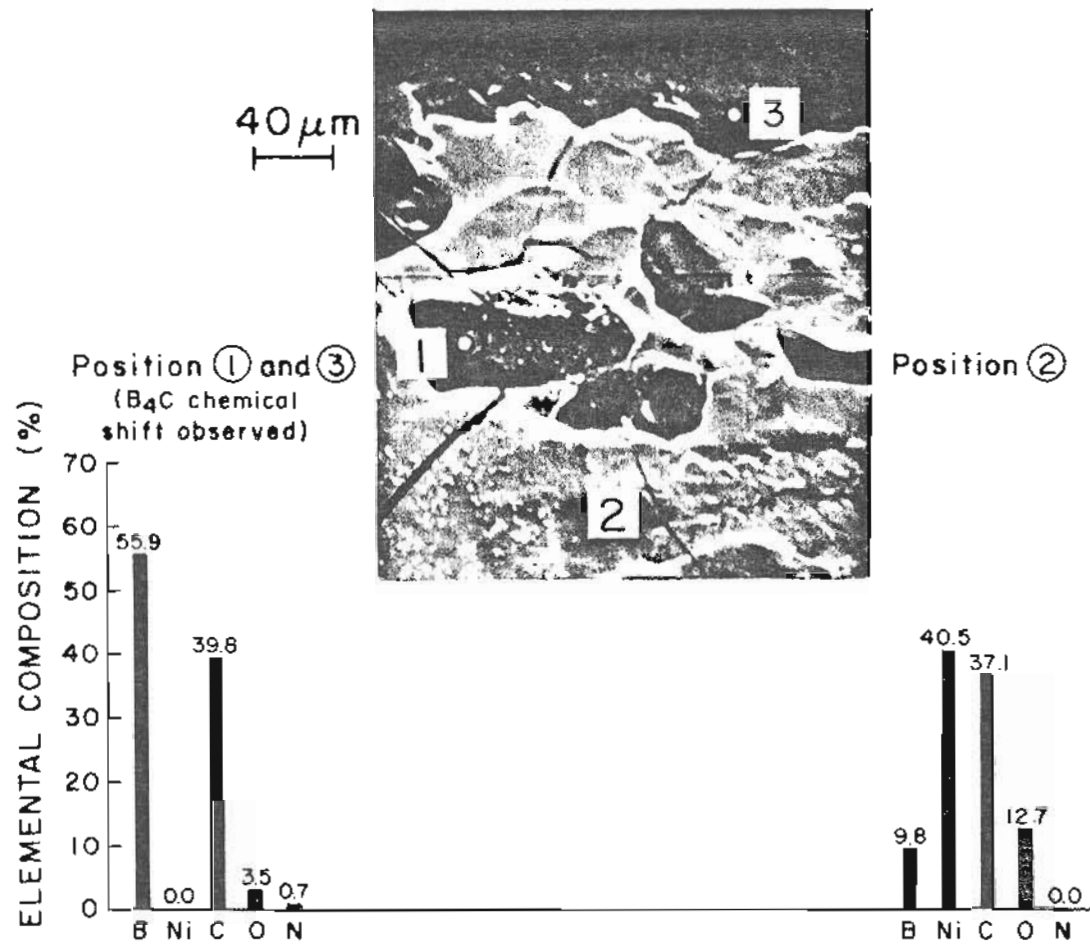 40 μm
3
1
2
Position ① and ③
(B₄C chemical
shift observed)
Position ②
ELEMENTAL COMPOSITION (%)
70
60
50
40
30
20
10
0
55.9
0.0
39.8
3.5
0.7
B Ni C O N
9.8
40.5
37.1
12.7
0.0
B Ni C O N